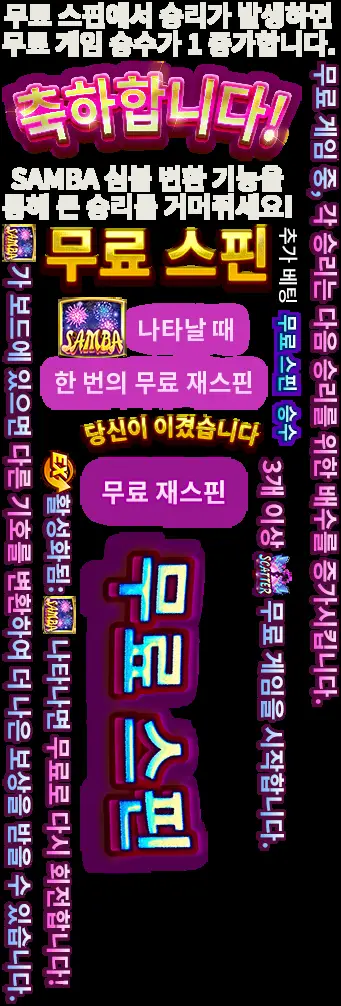 무료 스핀에서 승리가 발생하면
무료 게임 승수가 1 증가합니다.
축하합니다!
SAMBA 심볼 변환 기능을
통해 큰 승리를 거머쥐세요!
무료 스핀
SAMBA
나타날 때
한 번의 무료 재스핀
당신이 이겼습니다
무료 재스핀
무료 스핀
추가 베팅
무료 스핀 승수
3개 이상 SCATTER 무료 게임을 시작합니다.
무료 게임 중, 각 승리는 다음 승리를 위한 배수를 증가시킵니다.
EX 활성화됨: SAMBA 나타나면 무료로 다시 회전합니다!
SAMBA 가 보드에 있으면 다른 기호를 변환하여 더 나은 보상을 받을 수 있습니다.